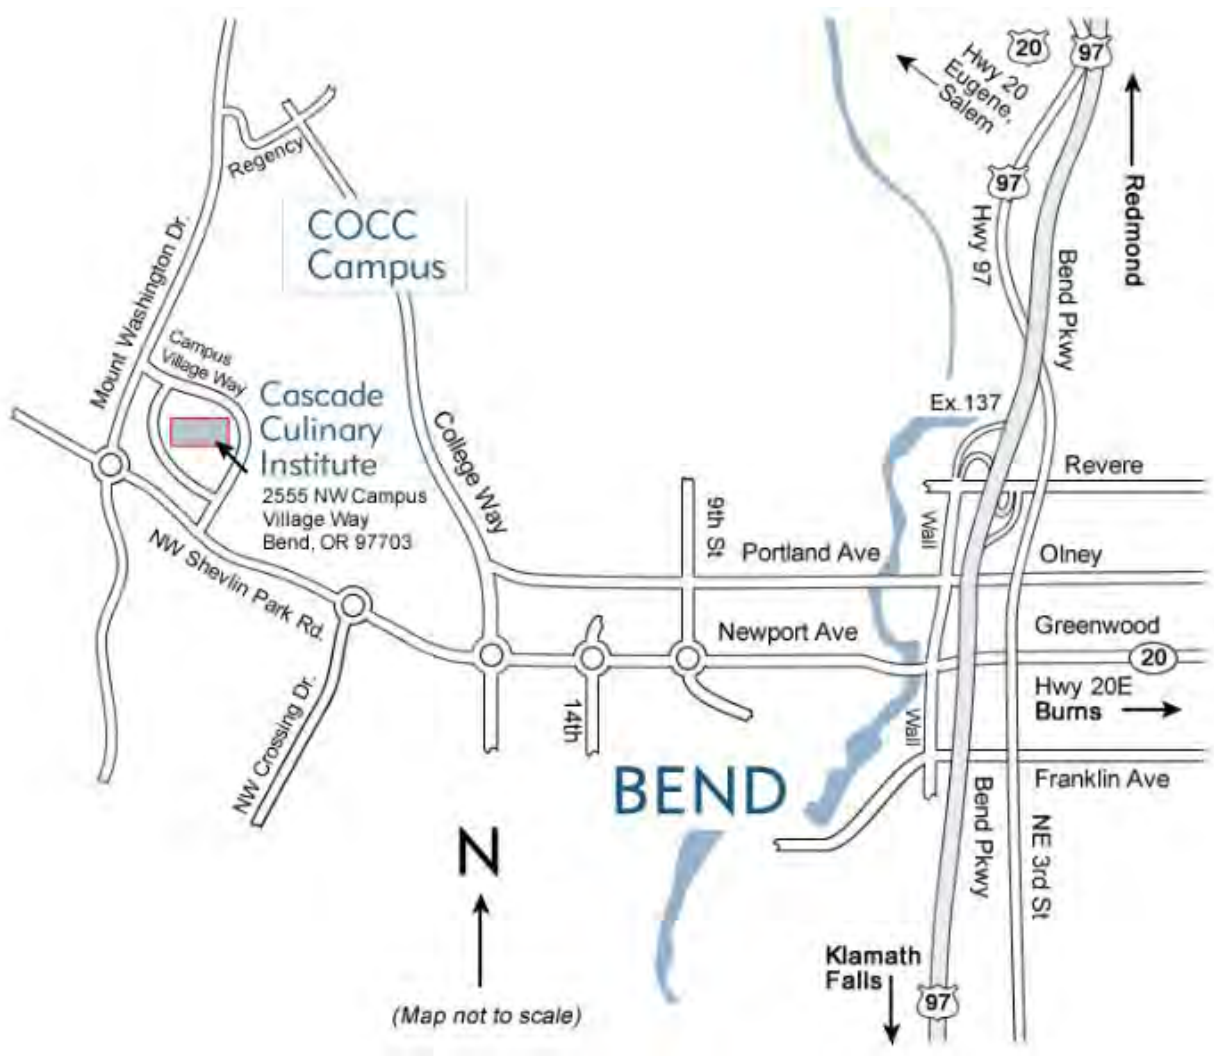 20
97
Hwy 20
Eugene,
Salem
97
Hwy 97
Redmond
Bend Pkwy
Regency
COCC
Campus
Mount Washington Dr.
Campus
Village Way
Cascade
Culinary
Institute
2555 NW Campus
Village Way
Bend, OR 97703
College Way
Ex.137
Revere
Wall
9th St
Portland Ave
Olney
NW Shevlin Park Rd.
Newport Ave
Greenwood
20
Hwy 20E
Burns
14th
Wall
NW Crossing Dr.
BEND
Franklin Ave
Bend Pkwy
NE 3rd St
N
Klamath
Falls
97
(Map not to scale)